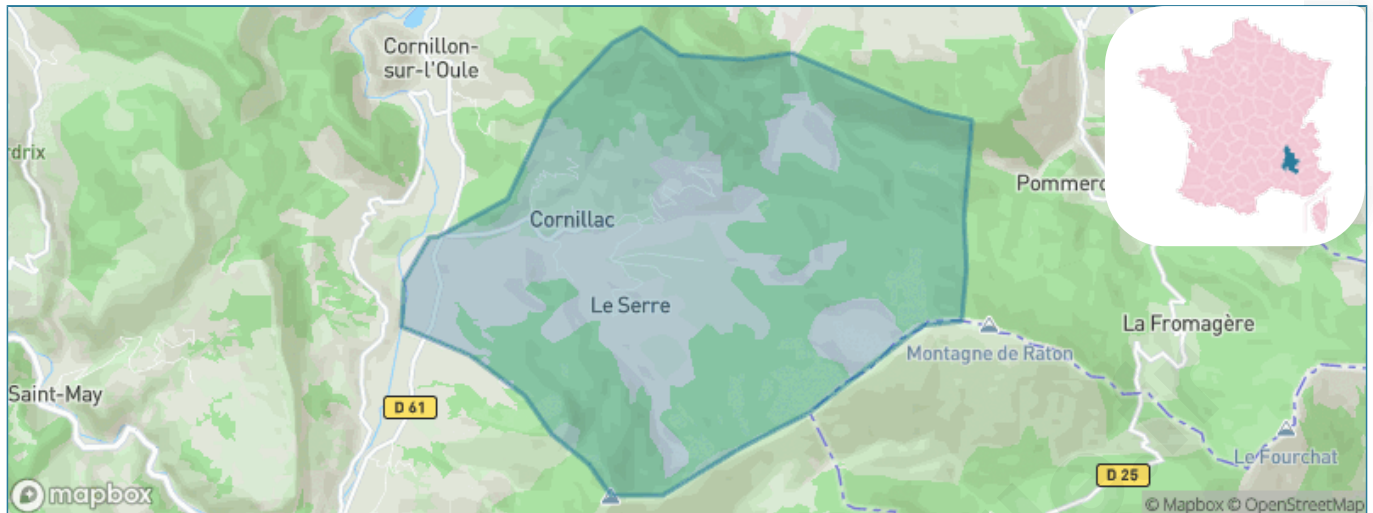 Cornillon-
sur-l'Oule
rdrix
Pommerc
Cornillac
Le Serre
La Fromagère
Montagne de Raton
Saint-May
D 61
Le Fourchat
D 25
mapbox
© Mapbox © OpenStreetMap